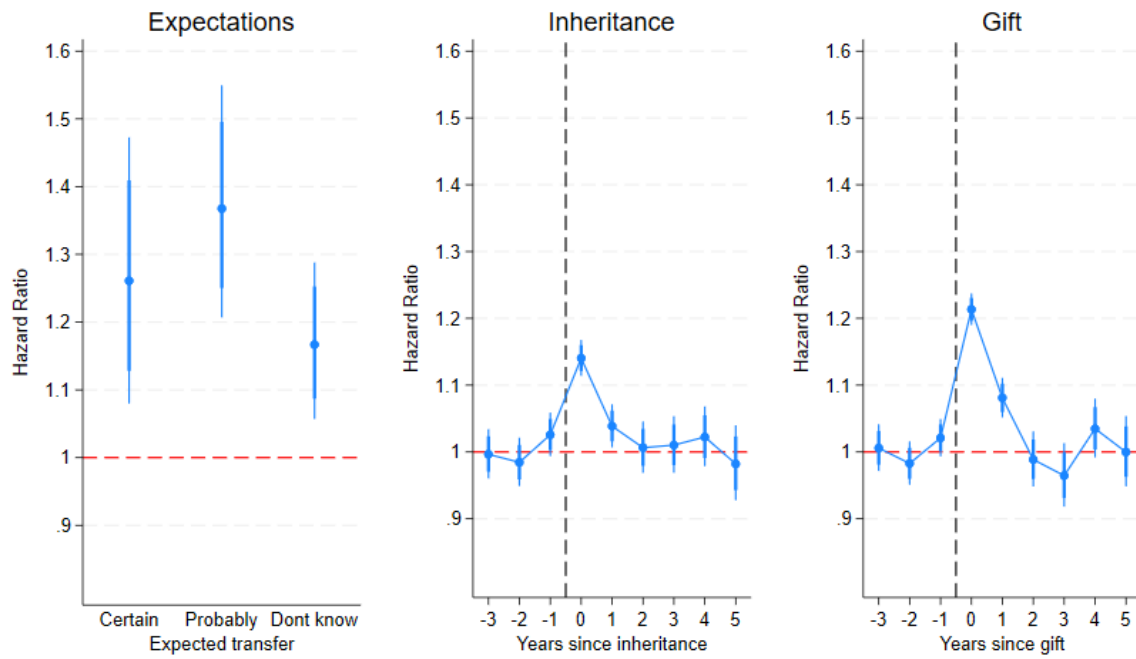 Expectations
Hazard Ratio
1.6
1.5
1.4
1.3
1.2
1.1
1
.9
Certain Probably Dont know
Expected transfer
Inheritance
Hazard Ratio
1.6
1.5
1.4
1.3
1.2
1.1
1
.9
-3 -2 -1 0 1 2 3 4 5
Years since inheritance
Gift
Hazard Ratio
1.6
1.5
1.4
1.3
1.2
1.1
1
.9
-3 -2 -1 0 1 2 3 4 5
Years since gift